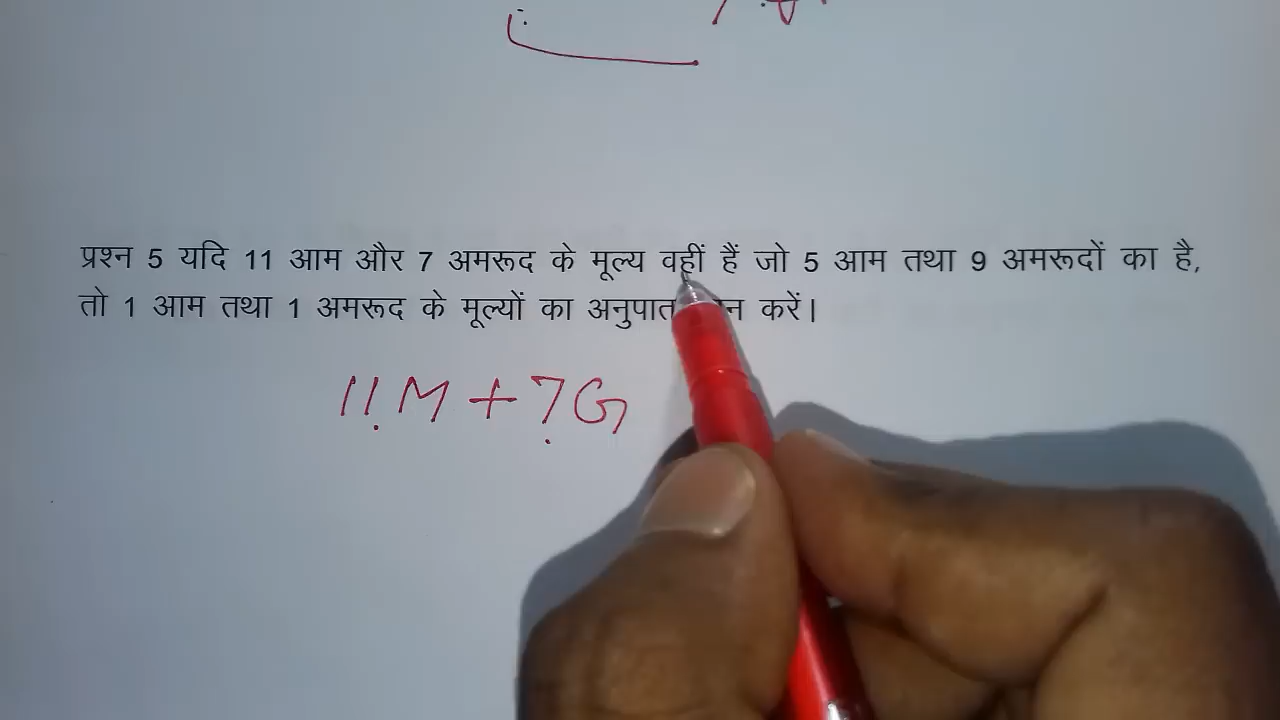 प्रश्न 5 यदि 11 आम और 7 अमरूद के मूल्य वहीं हैं जो 5 आम तथा 9 अमरूदों का है,
तो 1 आम तथा 1 अमरूद के मूल्यों का अनुपात करें।
11M + 7G